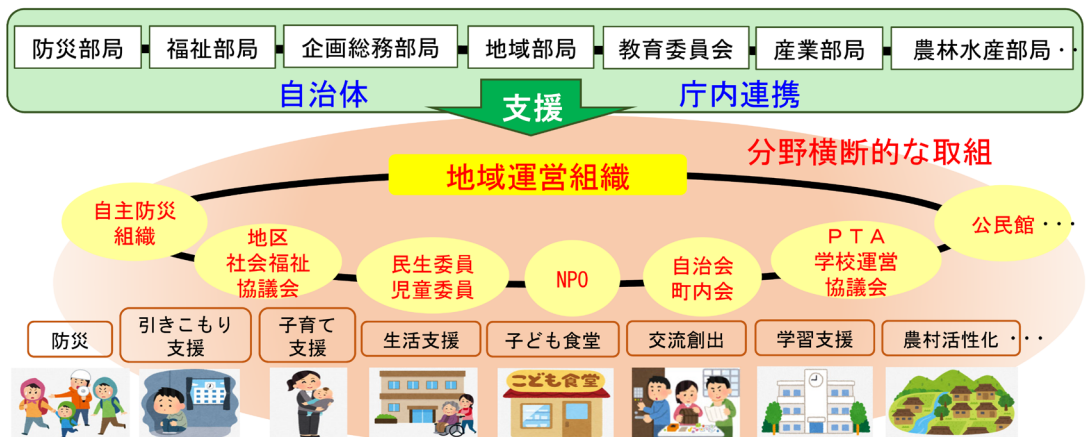 防災部局 福祉部局 企画総務部局 地域部局 教育委員会 産業部局 農林水産部局・・
自治体 支援 庁内連携
分野横断的な取組
地域運営組織
自主防災
組織
地区
社会福祉
協議会
民生委員
児童委員
NPO
自治会
町内会
ＰＴＡ
学校運営
協議会
公民館・・・
防災
引きこもり
支援
子育て
支援
生活支援
子ども食堂
交流創出
学習支援
農村活性化・・・
こども食堂